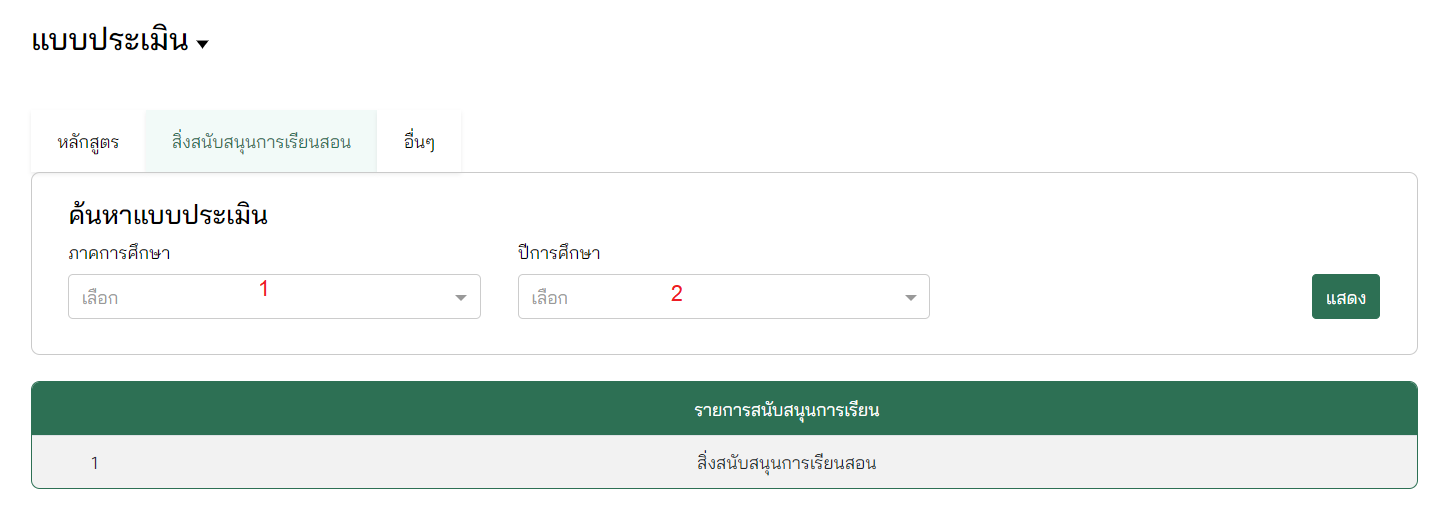 แบบประเมิน
หลักสูตร สิ่งสนับสนุนการเรียนสอน อื่นๆ
ค้นหาแบบประเมิน
ภาคการศึกษา ปีการศึกษา
เลือก 1 เลือก 2 แสดง
รายการสนับสนุนการเรียน
1 สิ่งสนับสนุนการเรียนสอน